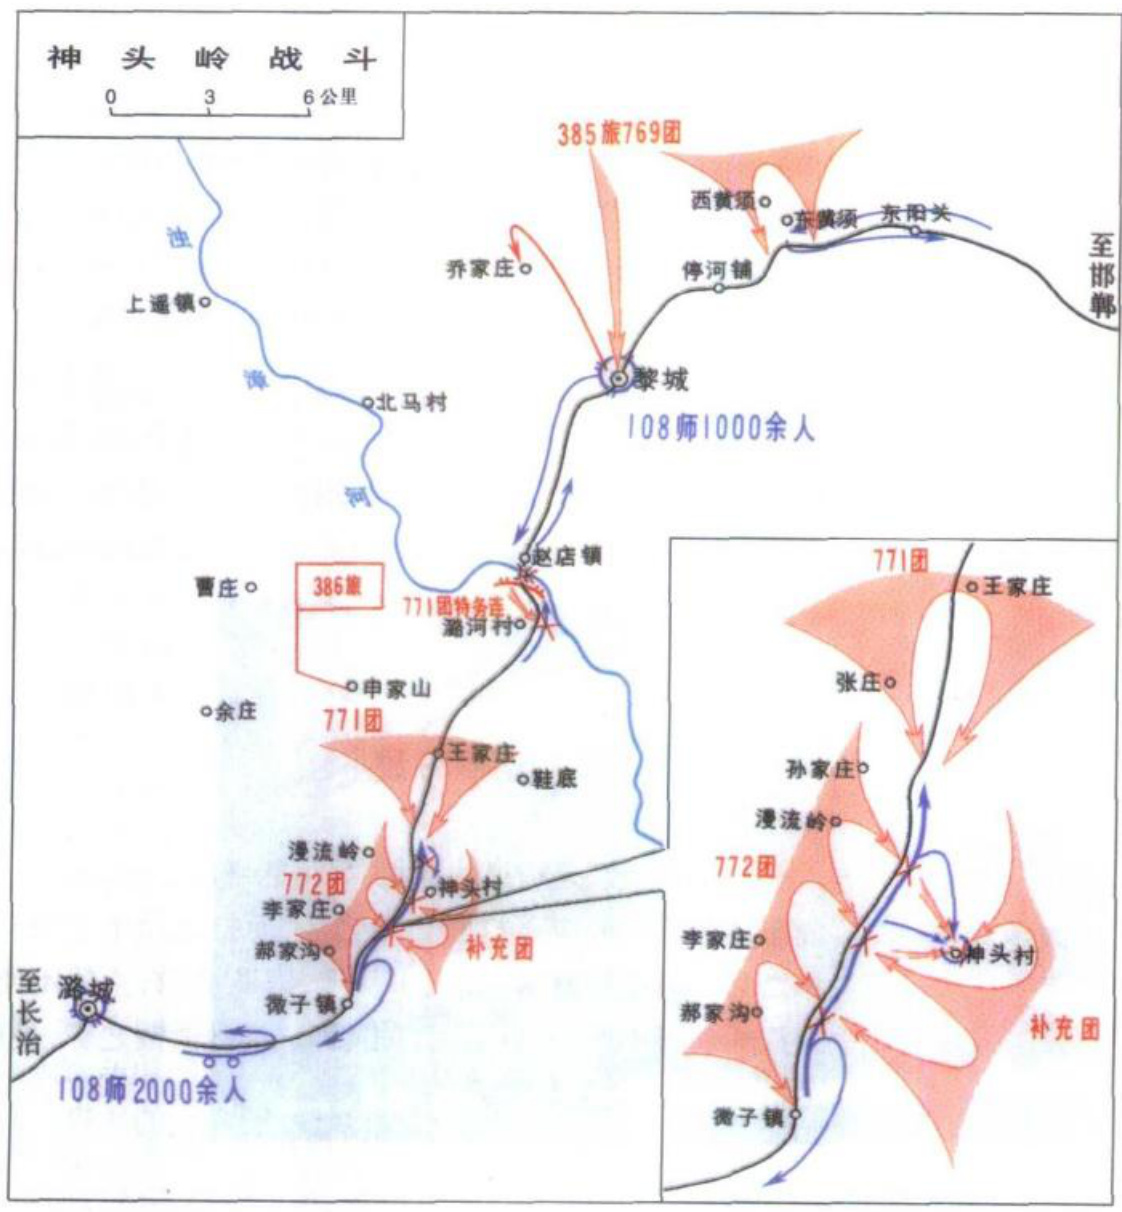 神头岭战斗
0 3 6公里
385旅769团
西黄须
东黄须
东阳关
至邯郸
浊
乔家庄
停河铺
上遥镇
漳
黎城
北马村
108师1000余人
河
赵店镇
曹庄
386旅
771团特务连
潞河村
申家山
余庄
771团
王家庄
鞋底
漫流岭
772团
神头村
李家庄
郝家沟
补充团
至长治
潞城
微子镇
108师2000余人
771团
王家庄
张庄
孙家庄
漫流岭
772团
李家庄
神头村
郝家沟
补充团
微子镇